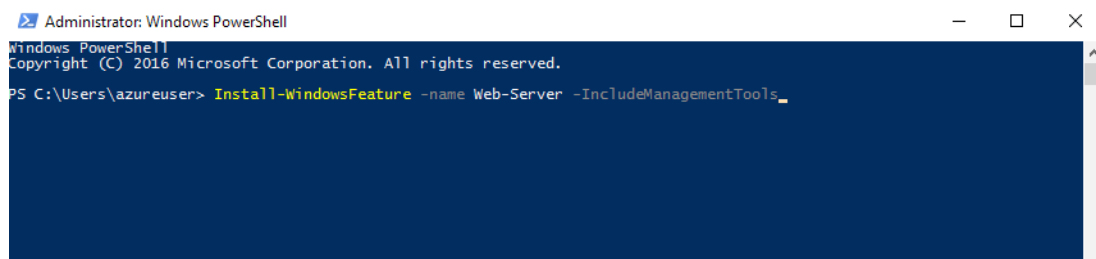 Administrator: Windows PowerShell
Windows PowerShell
Copyright (C) 2016 Microsoft Corporation. All rights reserved.
PS C:\Users\azureuser> Install-WindowsFeature -name Web-Server -IncludeManagementTools